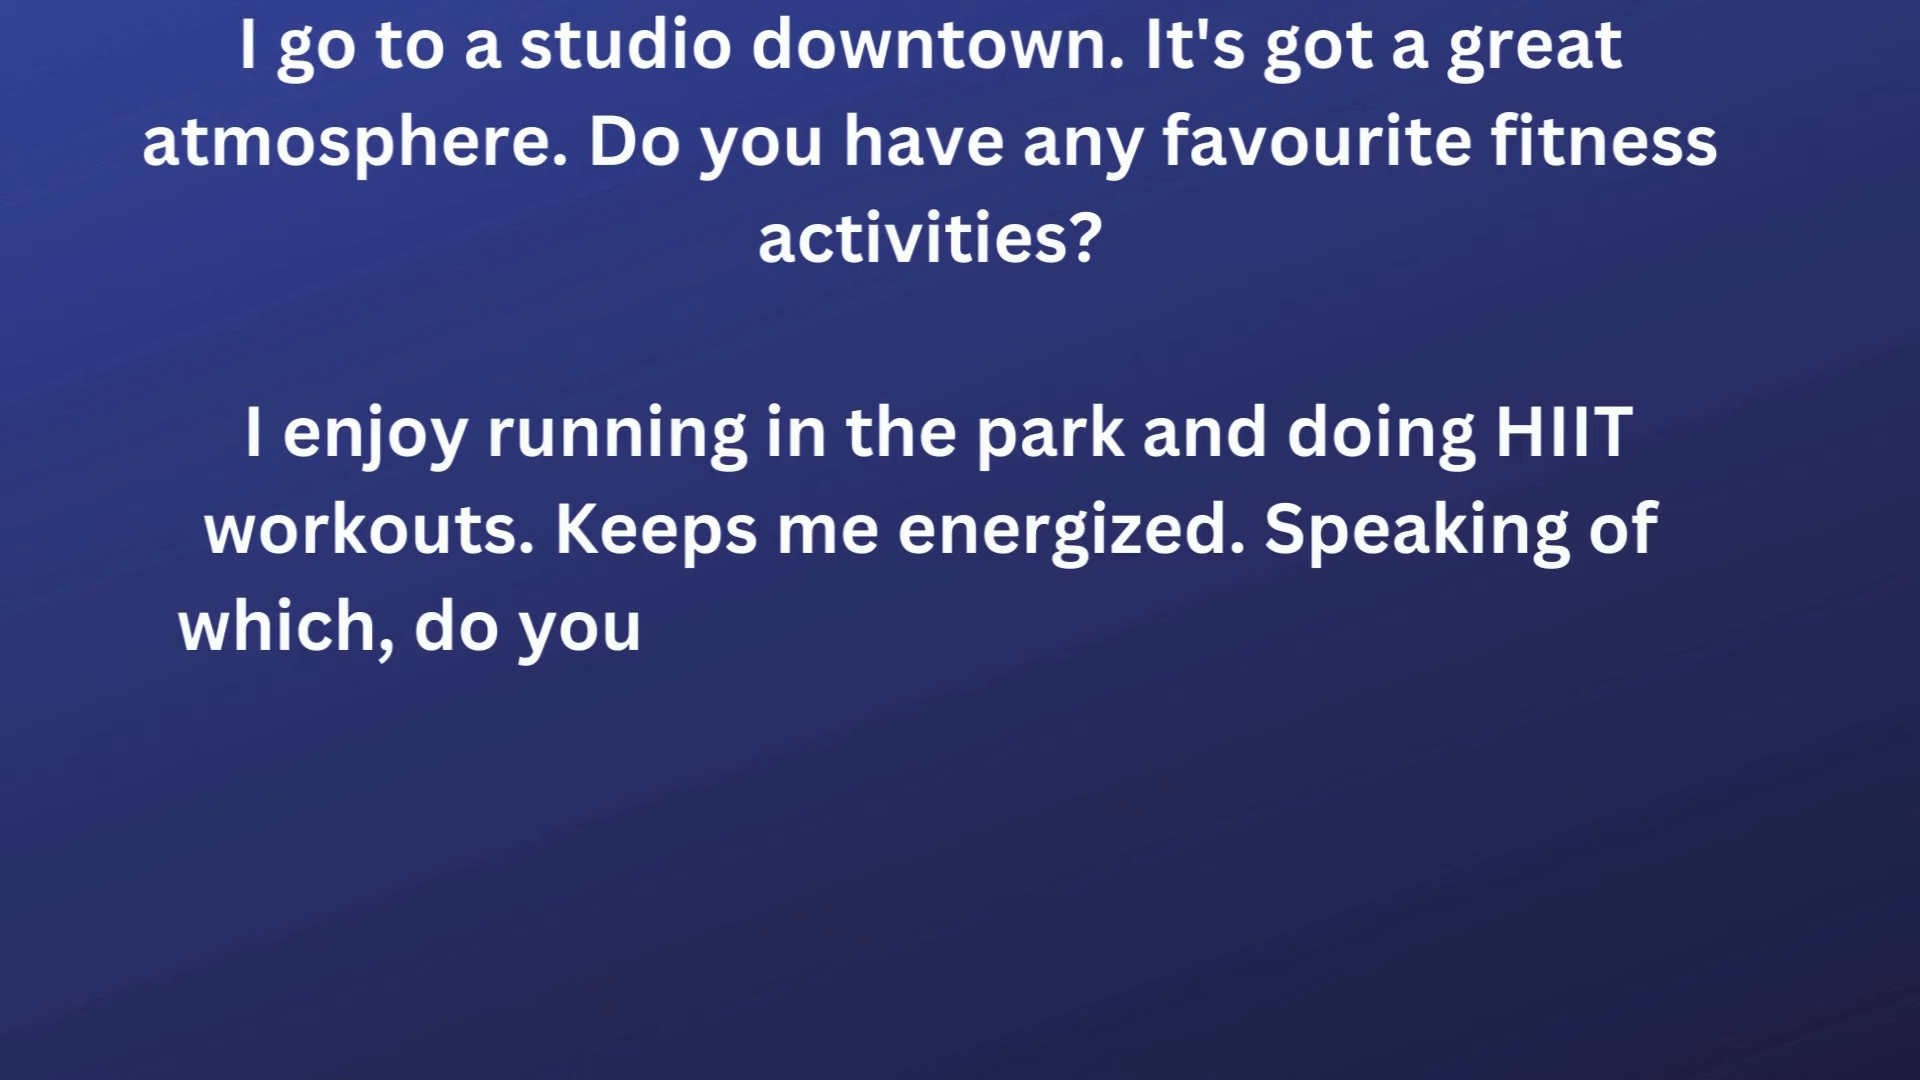 I go to a studio downtown. It's got a great
atmosphere. Do you have any favourite fitness
activities?
I enjoy running in the park and doing HIIT
workouts. Keeps me energized. Speaking of
which, do you